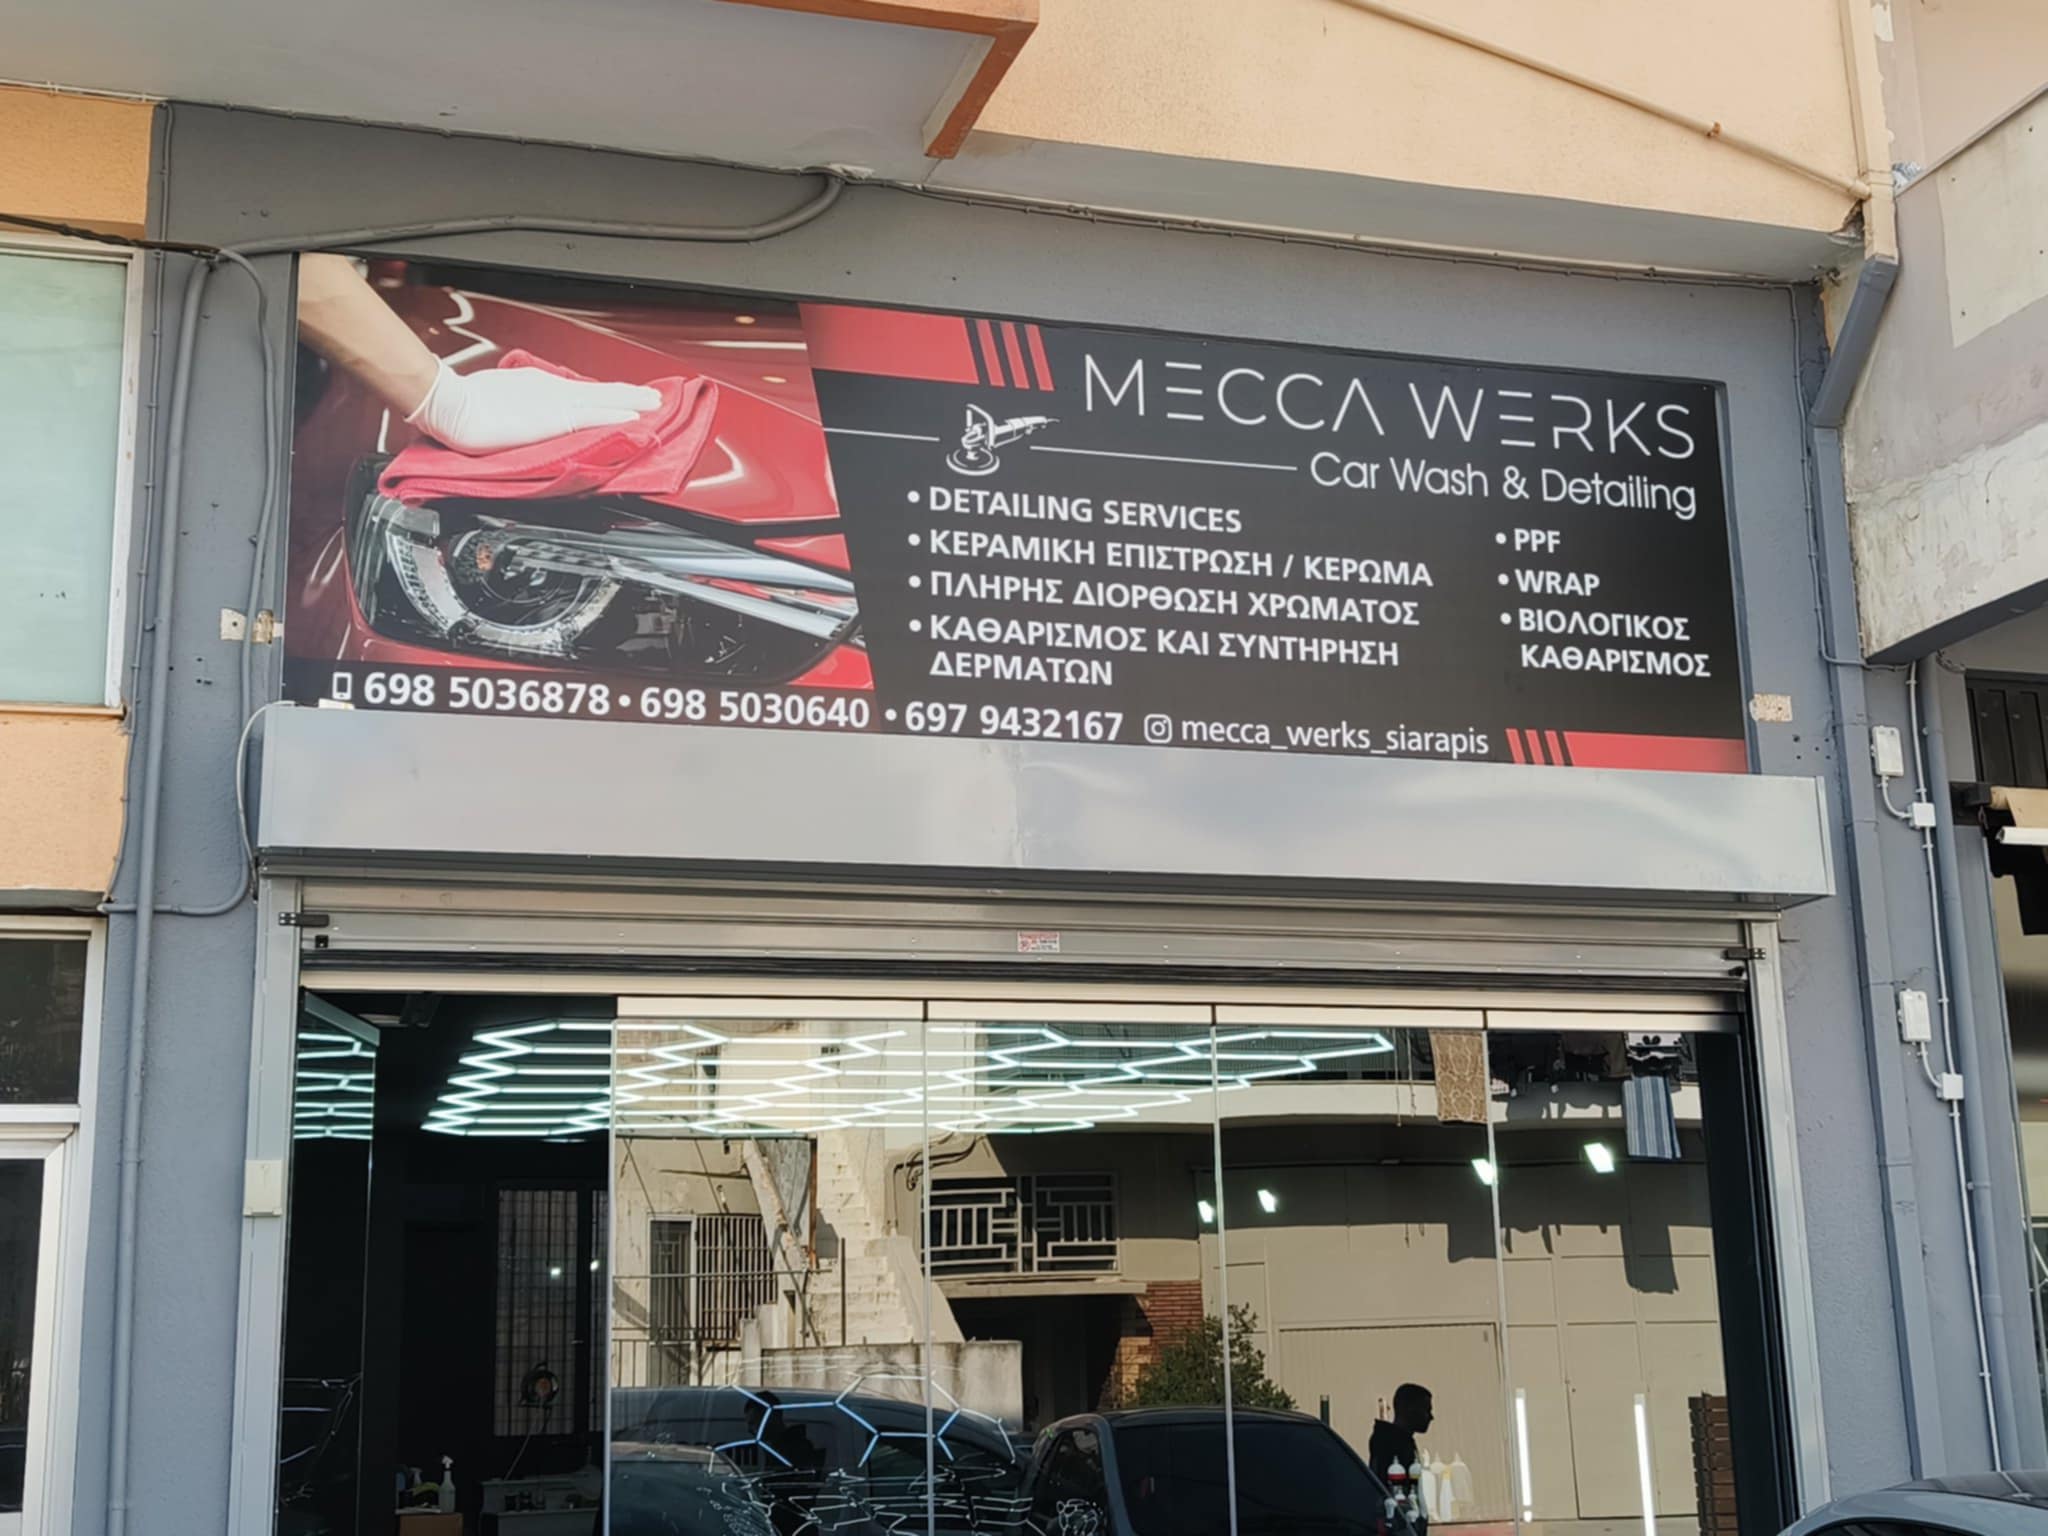 MECCA WERKS
Car Wash & Detailing
• DETAILING SERVICES
• ΚΕΡΑΜΙΚΗ ΕΠΙΣΤΡΩΣΗ / ΚΕΡΩΜΑ
• ΠΛΗΡΗΣ ΔΙΟΡΘΩΣΗ ΧΡΩΜΑΤΟΣ
• ΚΑΘΑΡΙΣΜΟΣ ΚΑΙ ΣΥΝΤΗΡΗΣΗ
ΔΕΡΜΑΤΩΝ
• PPF
• WRAP
• ΒΙΟΛΟΓΙΚΟΣ
ΚΑΘΑΡΙΣΜΟΣ
698 5036878 • 698 5030640 • 697 9432167 mecca_werks_siarapis